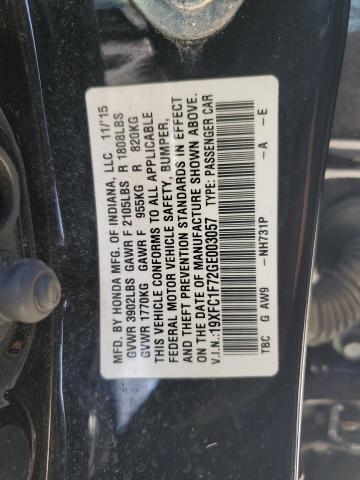 MFD. BY HONDA MFG. OF INDIANA, LLC 11/'15
GVWR 3902LBS GAWR F 2105LBS R 1808LBS
GVWR 1770KG GAWR F 955KG R 820KG
THIS VEHICLE CONFORMS TO ALL APPLICABLE
FEDERAL MOTOR VEHICLE SAFETY, BUMPER,
AND THEFT PREVENTION STANDARDS IN EFFECT
ON THE DATE OF MANUFACTURE SHOWN ABOVE.
V.I.N.:19XFC1F72GE003057 TYPE: PASSENGER CAR
TBC G AW9 -NH731P -A -E